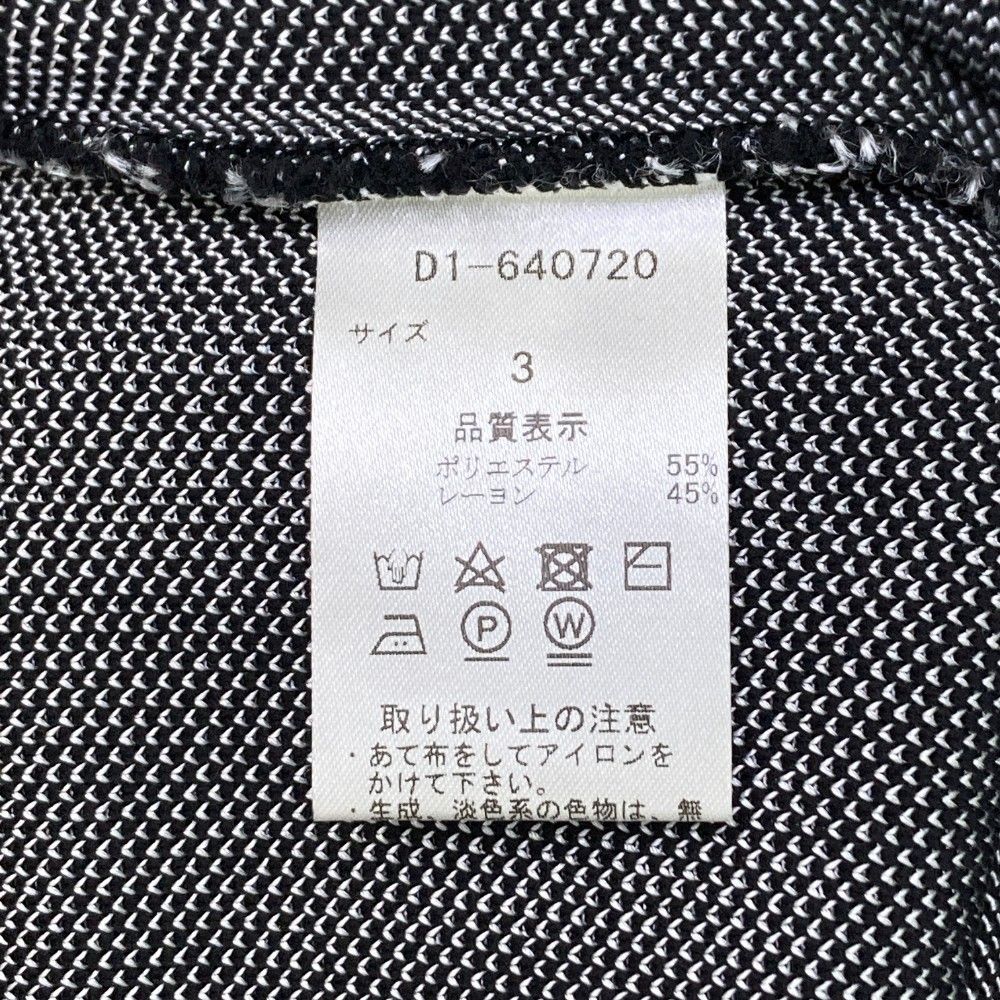 D1-640720
サイズ
3
品質表示
ポリエステル 55%
レーヨン 45%
P W
取り扱い上の注意
・あて布をしてアイロンを
かけて下さい。
・生成、淡色系の色物は、無